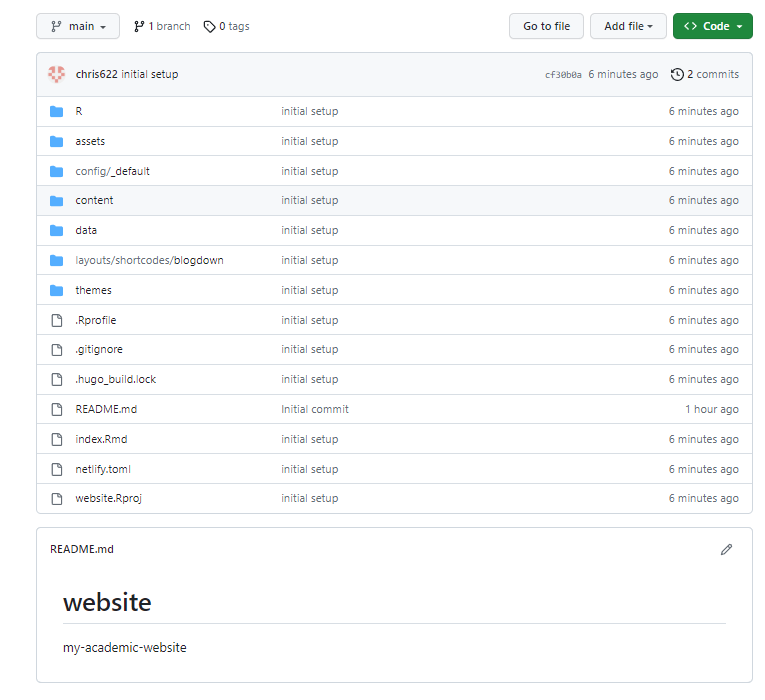 main 1 branch 0 tags Go to file Add file Code
chris622 initial setup cf30b0a 6 minutes ago 2 commits
R initial setup 6 minutes ago
assets initial setup 6 minutes ago
config/_default initial setup 6 minutes ago
content initial setup 6 minutes ago
data initial setup 6 minutes ago
layouts/shortcodes/blogdown initial setup 6 minutes ago
themes initial setup 6 minutes ago
.Rprofile initial setup 6 minutes ago
.gitignore initial setup 6 minutes ago
.hugo_build.lock initial setup 6 minutes ago
README.md Initial commit 1 hour ago
index.Rmd initial setup 6 minutes ago
netlify.toml initial setup 6 minutes ago
website.Rproj initial setup 6 minutes ago
README.md
website
my-academic-website